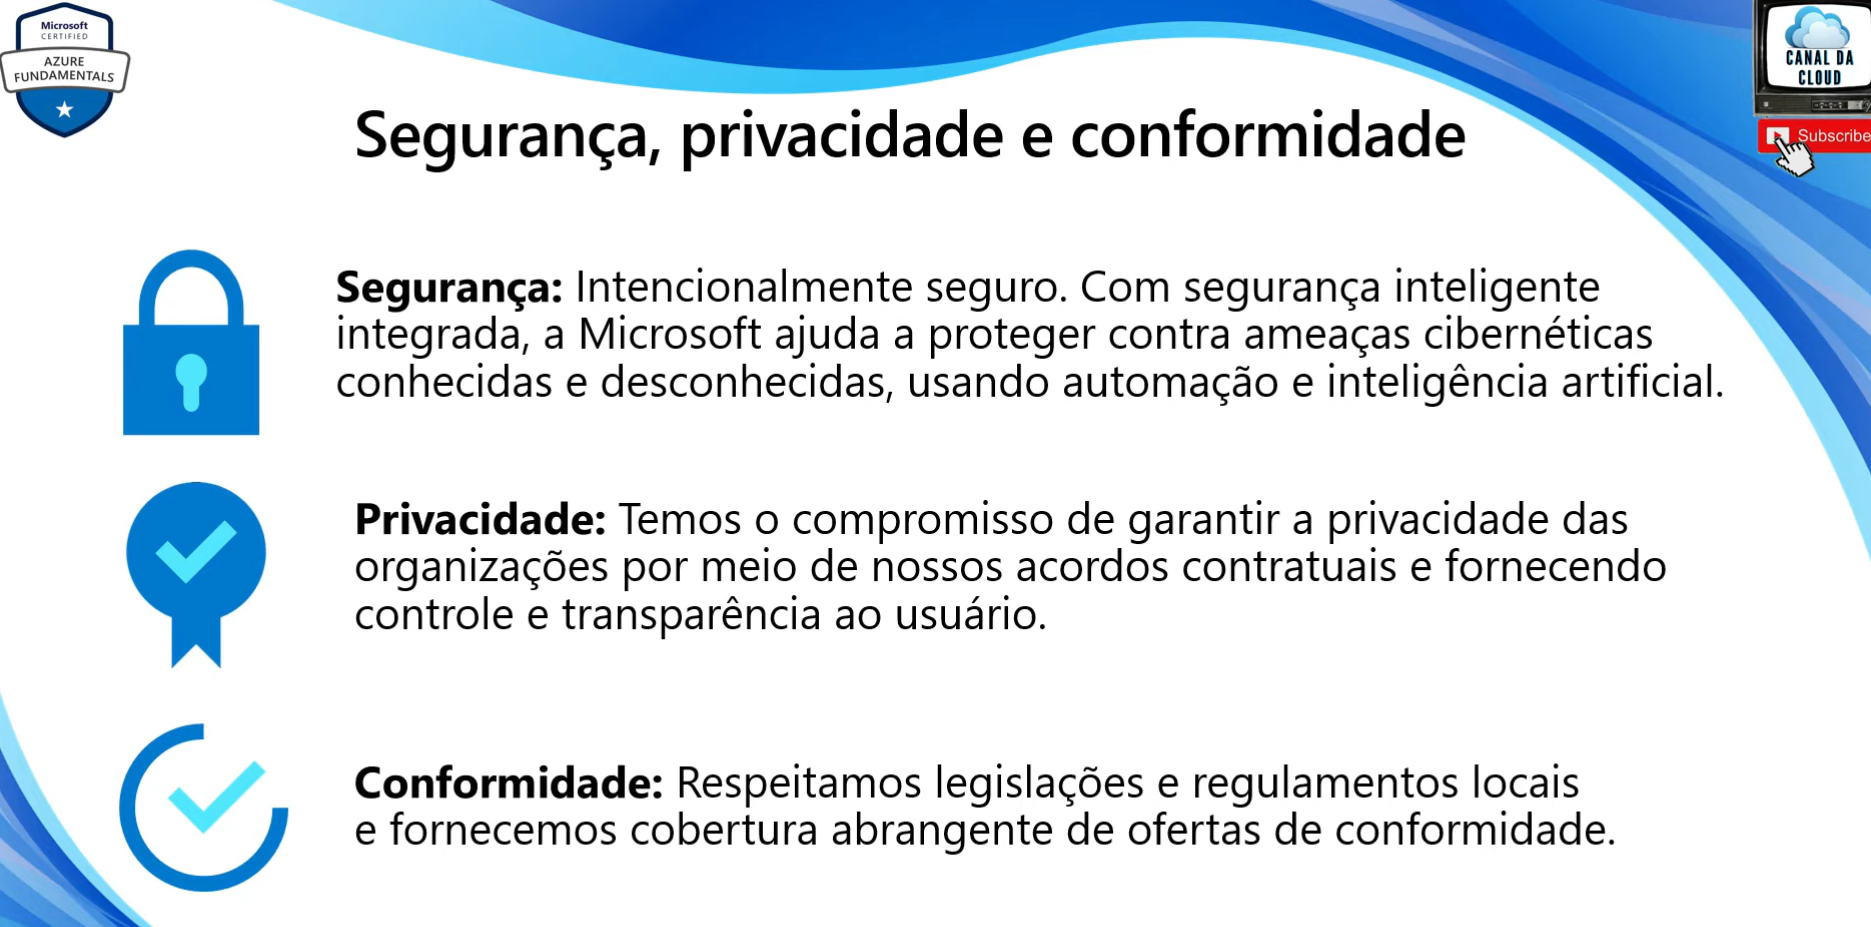 Microsoft
CERTIFIED
AZURE
FUNDAMENTALS
CANAL DA
CLOUD
Subscribe
Segurança, privacidade e conformidade
Segurança: Intencionalmente seguro. Com segurança inteligente
integrada, a Microsoft ajuda a proteger contra ameaças cibernéticas
conhecidas e desconhecidas, usando automação e inteligência artificial.
Privacidade: Temos o compromisso de garantir a privacidade das
organizações por meio de nossos acordos contratuais e fornecendo
controle e transparência ao usuário.
Conformidade: Respeitamos legislações e regulamentos locais
e fornecemos cobertura abrangente de ofertas de conformidade.